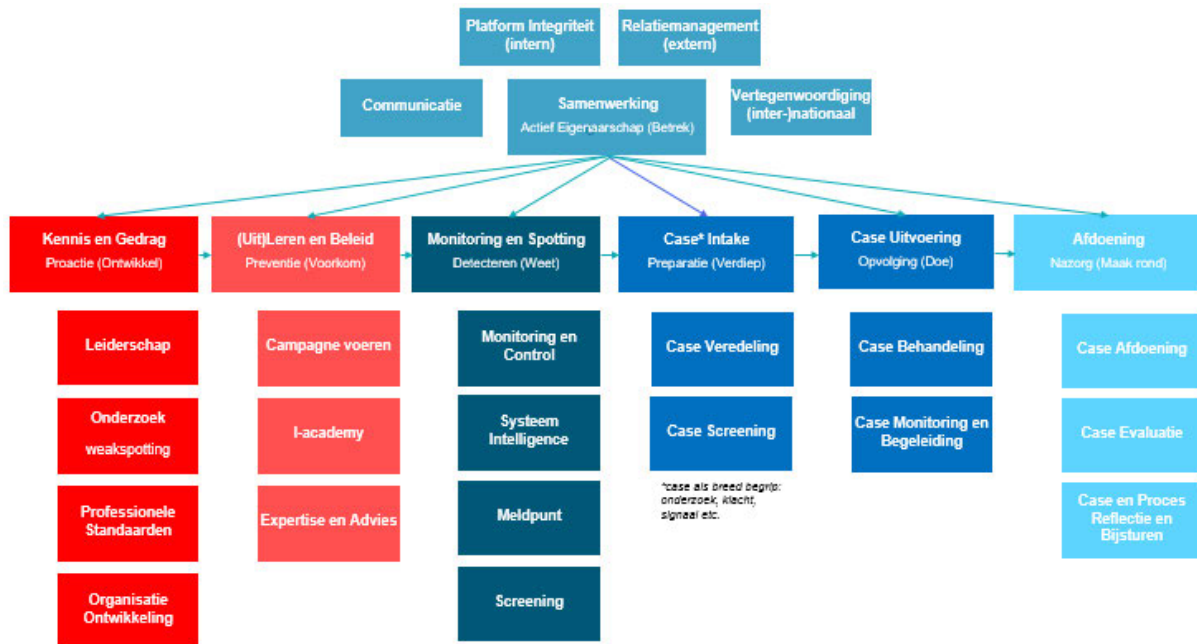 Platform Integriteit
(intern)
Relatiemanagement
(extern)
Communicatie
Samenwerking
Actief Eigenaarschap (Betrek)
Vertegenwoordiging
(inter-)nationaal
Kennis en Gedrag
Proactie (Ontwikkel)
(Uit)Leren en Beleid
Preventie (Voorkom)
Monitoring en Spotting
Detecteren (Weet)
Case* Intake
Preparatie (Verdiep)
Case Uitvoering
Opvolging (Doe)
Afdoening
Nazorg (Maak rond)
Leiderschap
Onderzoek
weakspotting
Professionele
Standaarden
Organisatie
Ontwikkeling
Campagne voeren
I-academy
Expertise en Advies
Monitoring en
Control
Systeem
Intelligence
Meldpunt
Screening
Case Veredeling
Case Screening
*case als breed begrip:
onderzoek, klacht,
signaal etc.
Case Behandeling
Case Monitoring en
Begeleiding
Case Afdoening
Case Evaluatie
Case en Proces
Reflectie en
Bijsturen